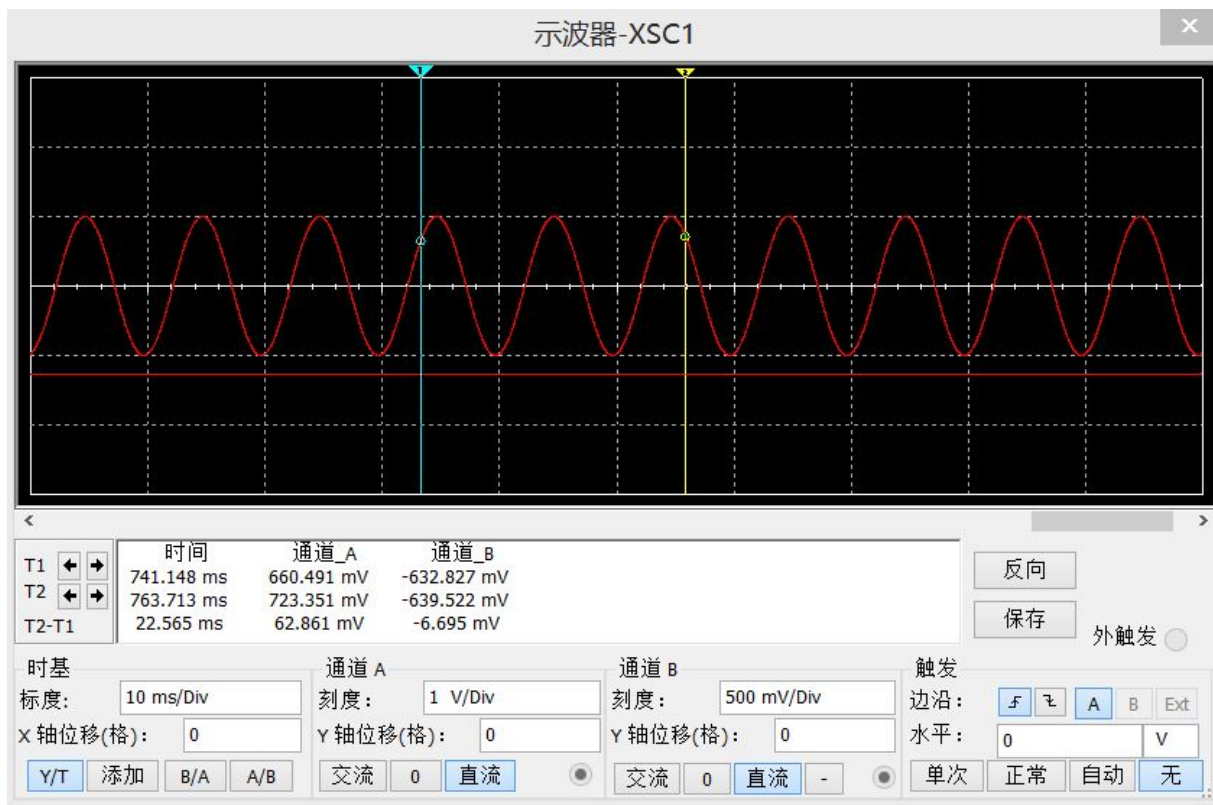 示波器-XSC1
×
1
2
<
>
时间 通道_A 通道_B
T1 741.148 ms 660.491 mV -632.827 mV
T2 763.713 ms 723.351 mV -639.522 mV
T2-T1 22.565 ms 62.861 mV -6.695 mV
反向
保存
外触发
时基
标度: 10 ms/Div
X 轴位移(格): 0
Y/T 添加 B/A A/B
通道 A
刻度: 1 V/Div
Y 轴位移(格): 0
交流 0 直流
通道 B
刻度: 500 mV/Div
Y 轴位移(格): 0
交流 0 直流 -
触发
边沿: A B Ext
水平: 0 V
单次 正常 自动 无